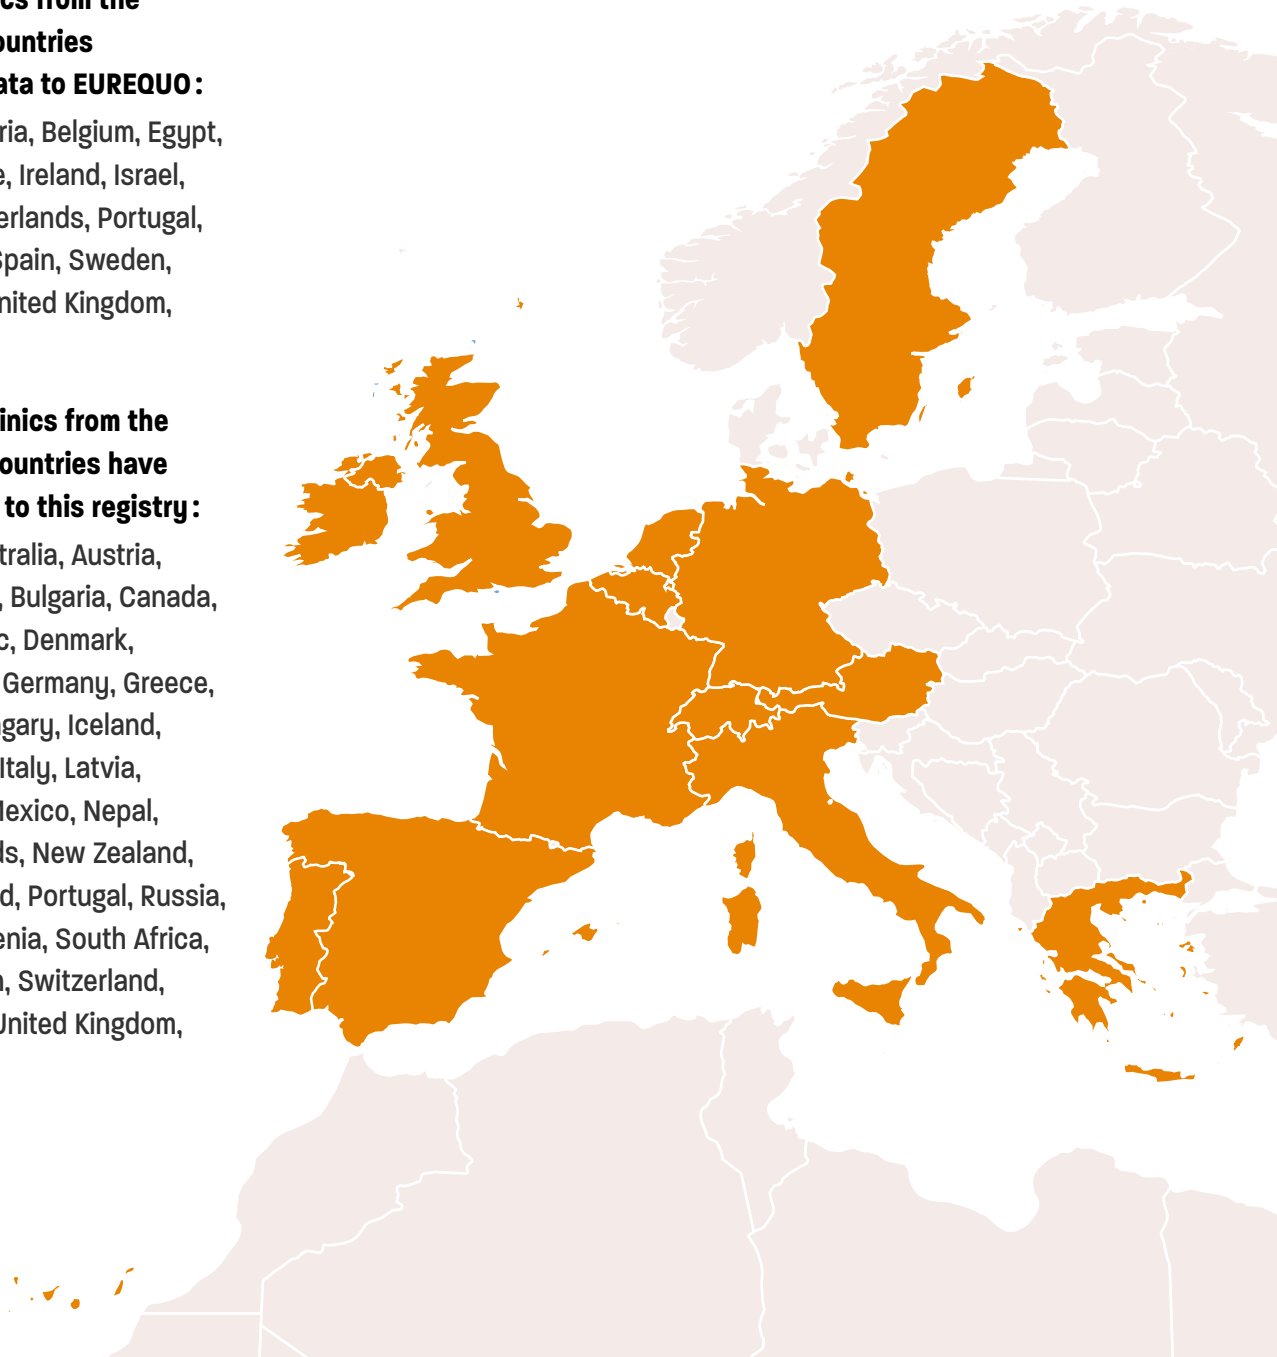 cs from the
ountries
ata to EUREQUO:
ria, Belgium, Egypt,
e, Ireland, Israel,
erlands, Portugal,
Spain, Sweden,
nited Kingdom,
inics from the
ountries have
to this registry:
tralia, Austria,
, Bulgaria, Canada,
c, Denmark,
Germany, Greece,
gary, Iceland,
Italy, Latvia,
Mexico, Nepal,
ds, New Zealand,
d, Portugal, Russia,
enia, South Africa,
n, Switzerland,
United Kingdom,